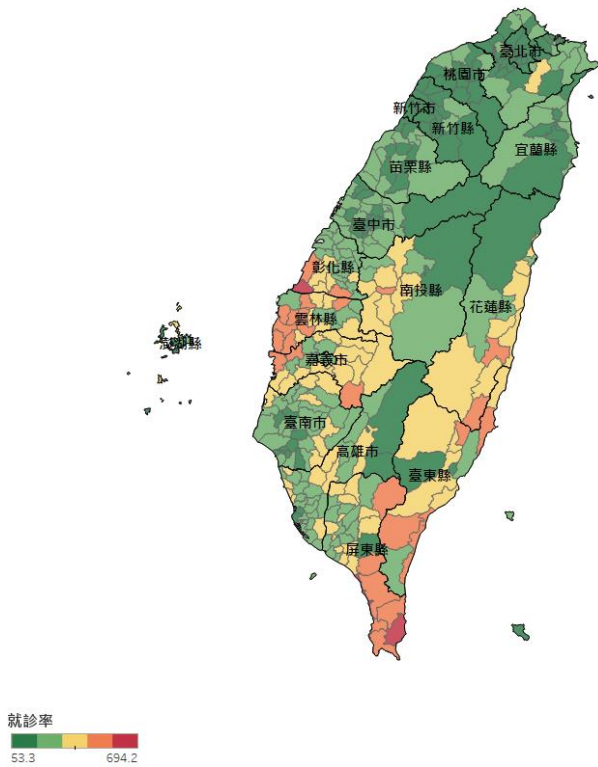 臺北市
桃園市
新竹市
新竹縣
宜蘭縣
苗栗縣
臺中市
彰化縣
南投縣
花蓮縣
雲林縣
嘉義市
臺南市
高雄市
臺東縣
屏東縣
就診率
53.3 694.2